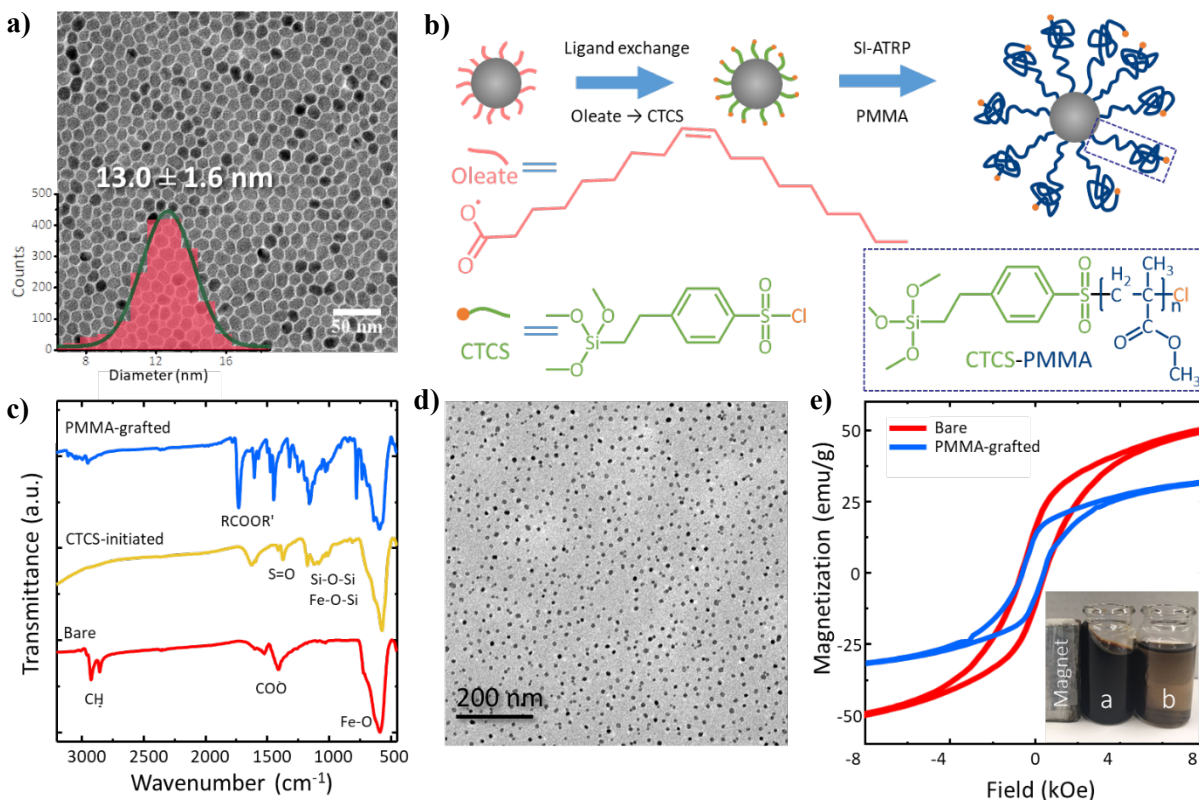 a)
13.0 ± 1.6 nm
500
400
300
200
100
0
Counts
8
12
16
Diameter (nm)
50 nm
b)
Ligand exchange
Oleate → CTCS
SI-ATRP
PMMA
Oleate
O•
O
CTCS
O
O
O
Si
O
S
O
Cl
O
O
O
Si
O
S
O
H2
C
CH3
C
n
Cl
O
O
CH3
CTCS-PMMA
c)
PMMA-grafted
RCOOR'
CTCS-initiated
S=O
Si-O-Si
Fe-O-Si
Bare
CH2
COO
Fe-O
Transmittance (a.u.)
3000
2500
2000
1500
1000
500
Wavenumber (cm-1)
d)
200 nm
e)
Bare
PMMA-grafted
50
25
0
-25
-50
Magnetization (emu/g)
Magnet
a
b
-8
-4
0
4
8
Field (kOe)